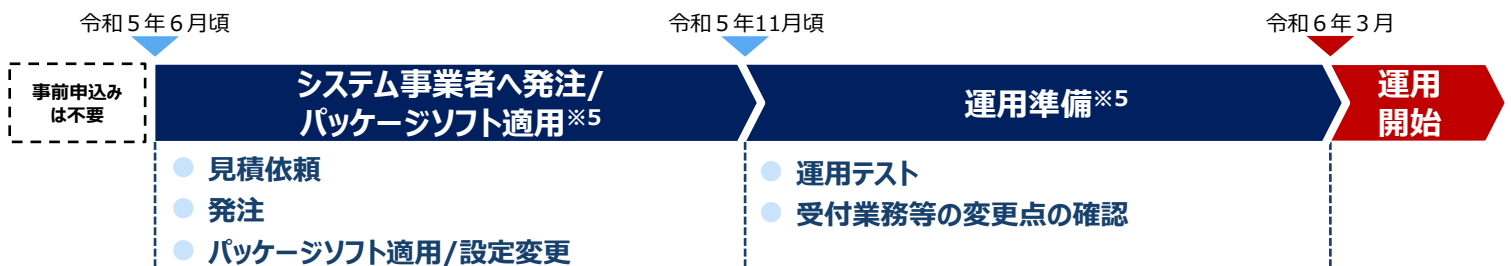 令和５年６月頃
令和５年11月頃
令和６年３月
事前申込み
は不要
システム事業者へ発注/
パッケージソフト適用※5
運用準備※5
運用
開始
見積依頼
発注
パッケージソフト適用/設定変更
運用テスト
受付業務等の変更点の確認